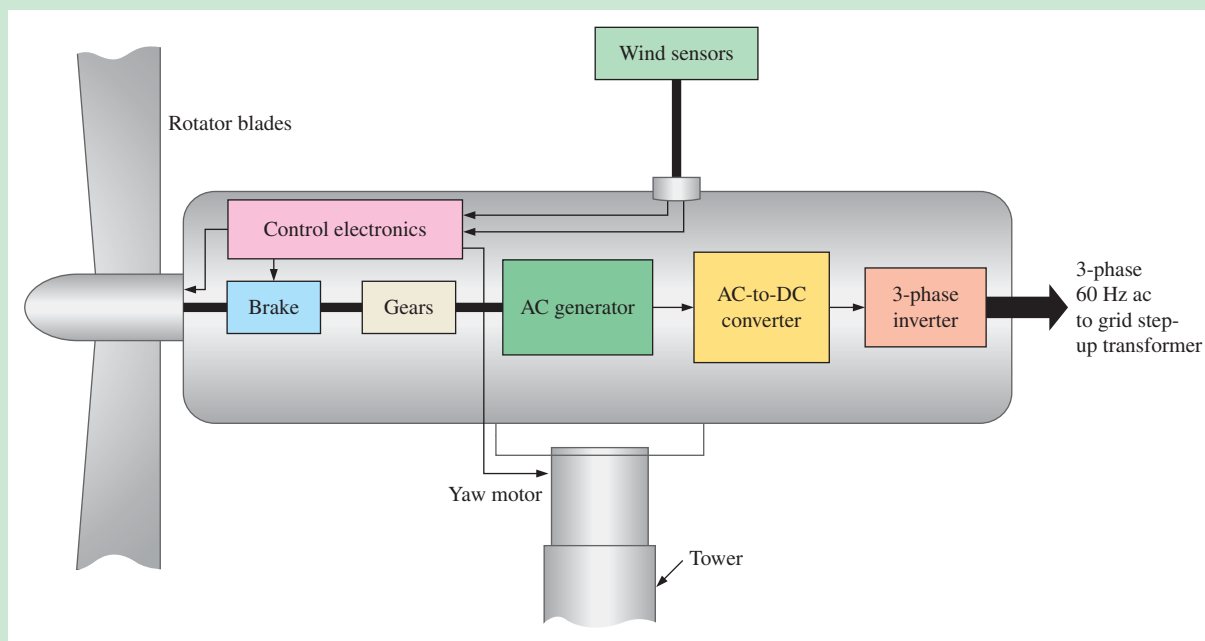 Wind sensors
Rotator blades
Control electronics
Brake
Gears
AC generator
AC-to-DC
converter
3-phase
inverter
3-phase
60 Hz ac
to grid step-
up transformer
Yaw motor
Tower